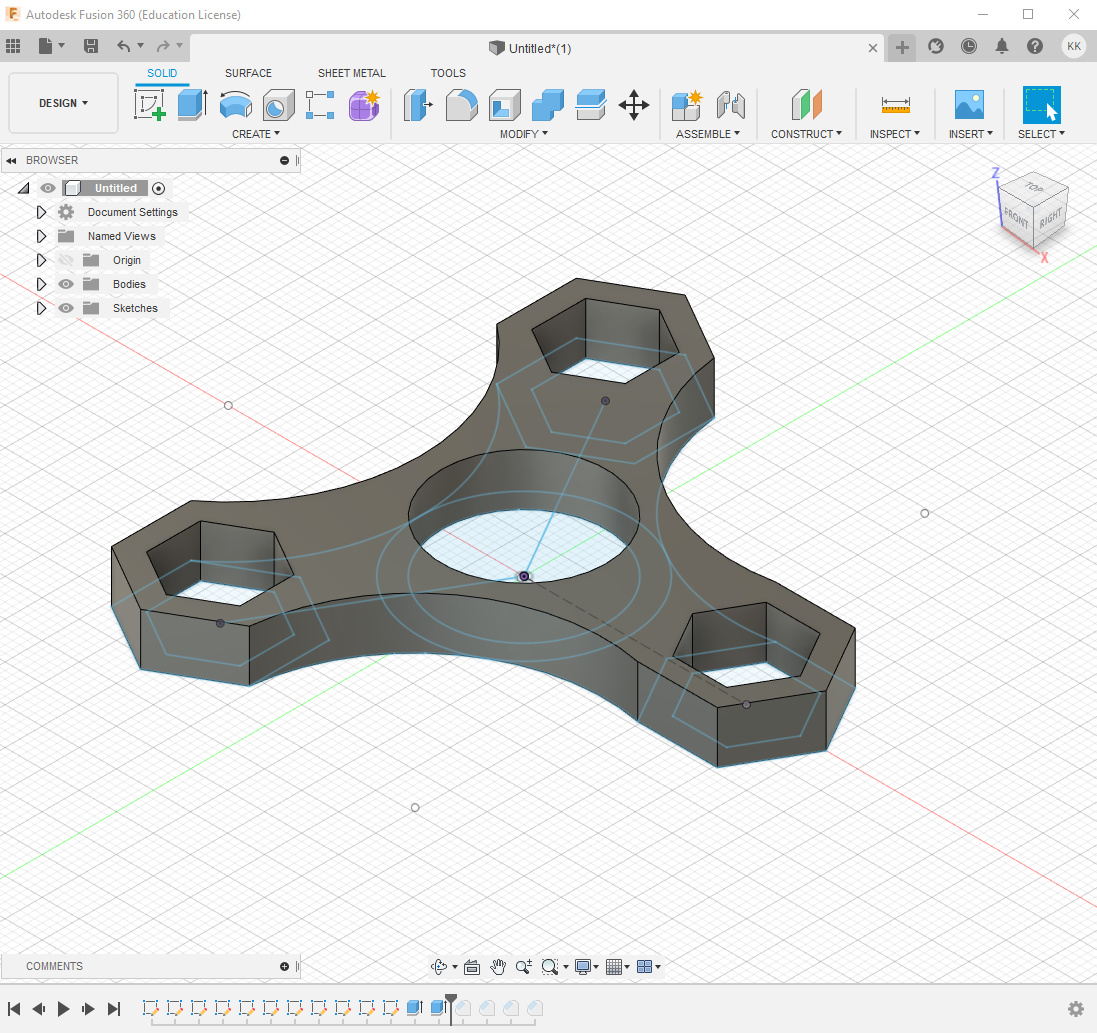 F Autodesk Fusion 360 (Education License)
Untitled*(1)
KK
SOLID SURFACE SHEET METAL TOOLS
DESIGN
CREATE MODIFY ASSEMBLE CONSTRUCT INSPECT INSERT SELECT
BROWSER
Untitled
Document Settings
Named Views
Origin
Bodies
Sketches
Z
TOP
FRONT RIGHT
X
COMMENTS